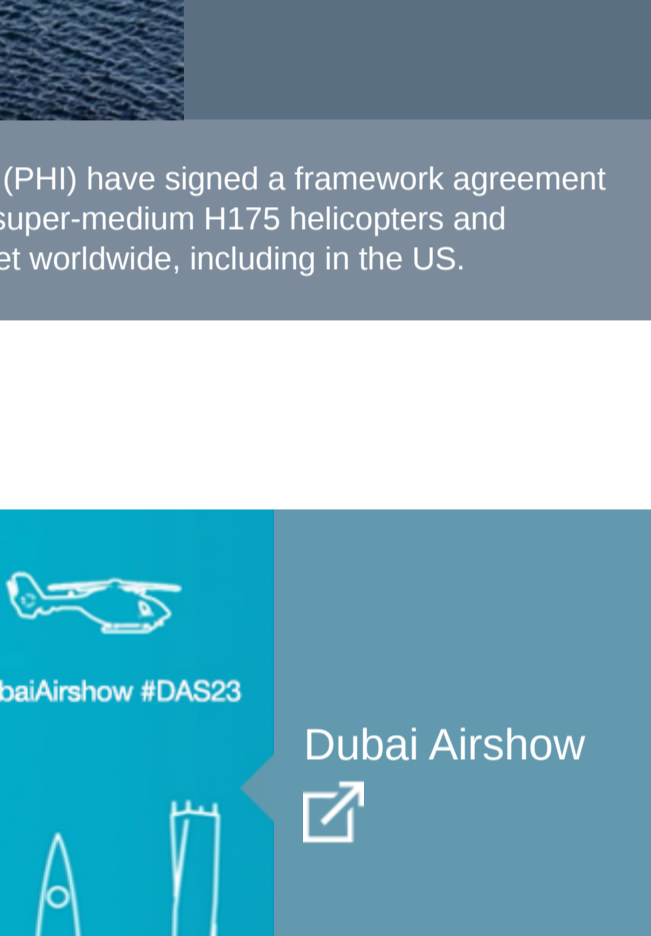 (PHI) have signed a framework agreement
super-medium H175 helicopters and
et worldwide, including in the US.
baiAirshow #DAS23
Dubai Airshow